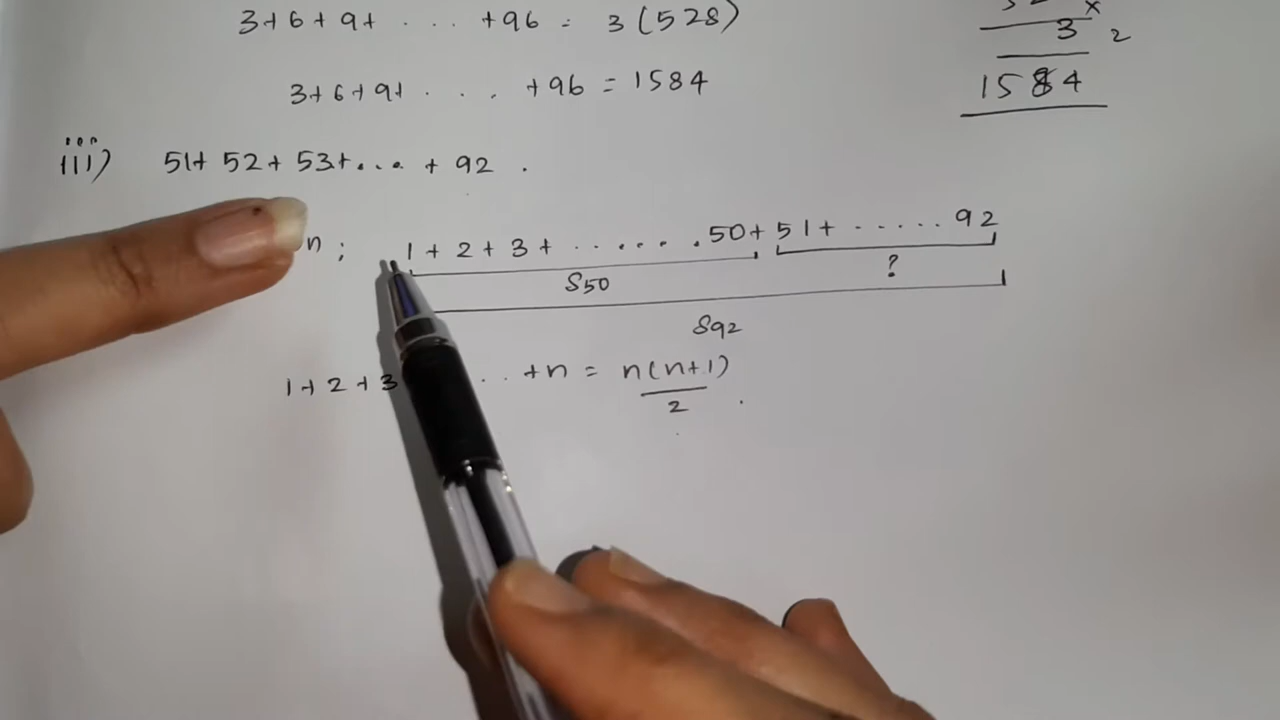 3+6+9+ . . . . +96 = 3(528)
x
3 2
3+6+9+ . . . +96 = 1584
1584
iii) 51+ 52+ 53+.... + 92 .
n ; 1+2+3+ ....... .50+51+ ......92
S50 ?
S92
1+2+3 . . +n = n(n+1)
2 .